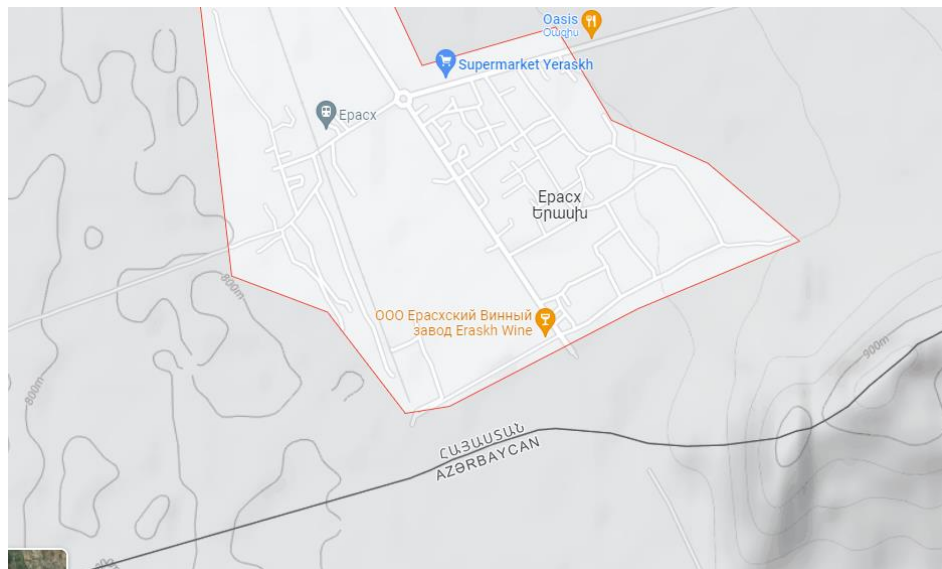 Oasis
Օազիս
Supermarket Yeraskh
Ерасх
Ерасх
Երասխ
ООО Ерасхский Винный
завод Eraskh Wine
800m
800m
900m
ՀԱՅԱՍՏԱՆ
AZƏRBAYCAN